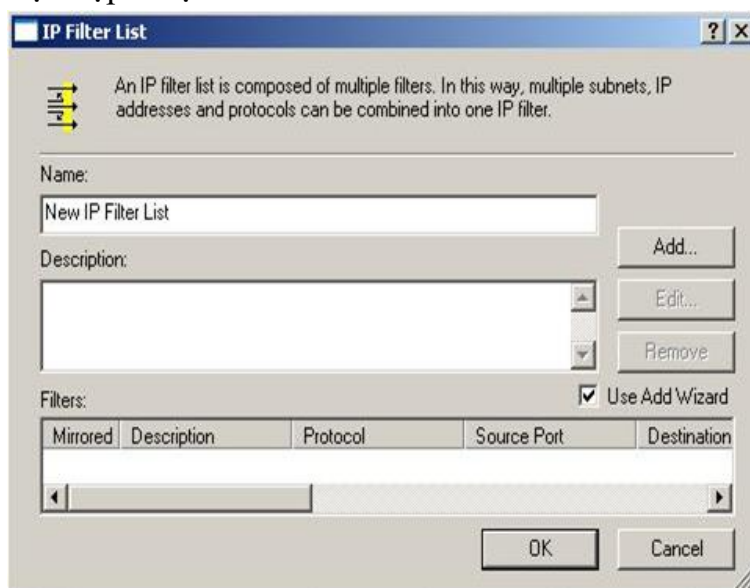 IP Filter List
An IP filter list is composed of multiple filters. In this way, multiple subnets, IP
addresses and protocols can be combined into one IP filter.
Name:
New IP Filter List
Add...
Description:
Edit...
Remove
Filters:
Use Add Wizard
Mirrored Description Protocol Source Port Destination
OK Cancel